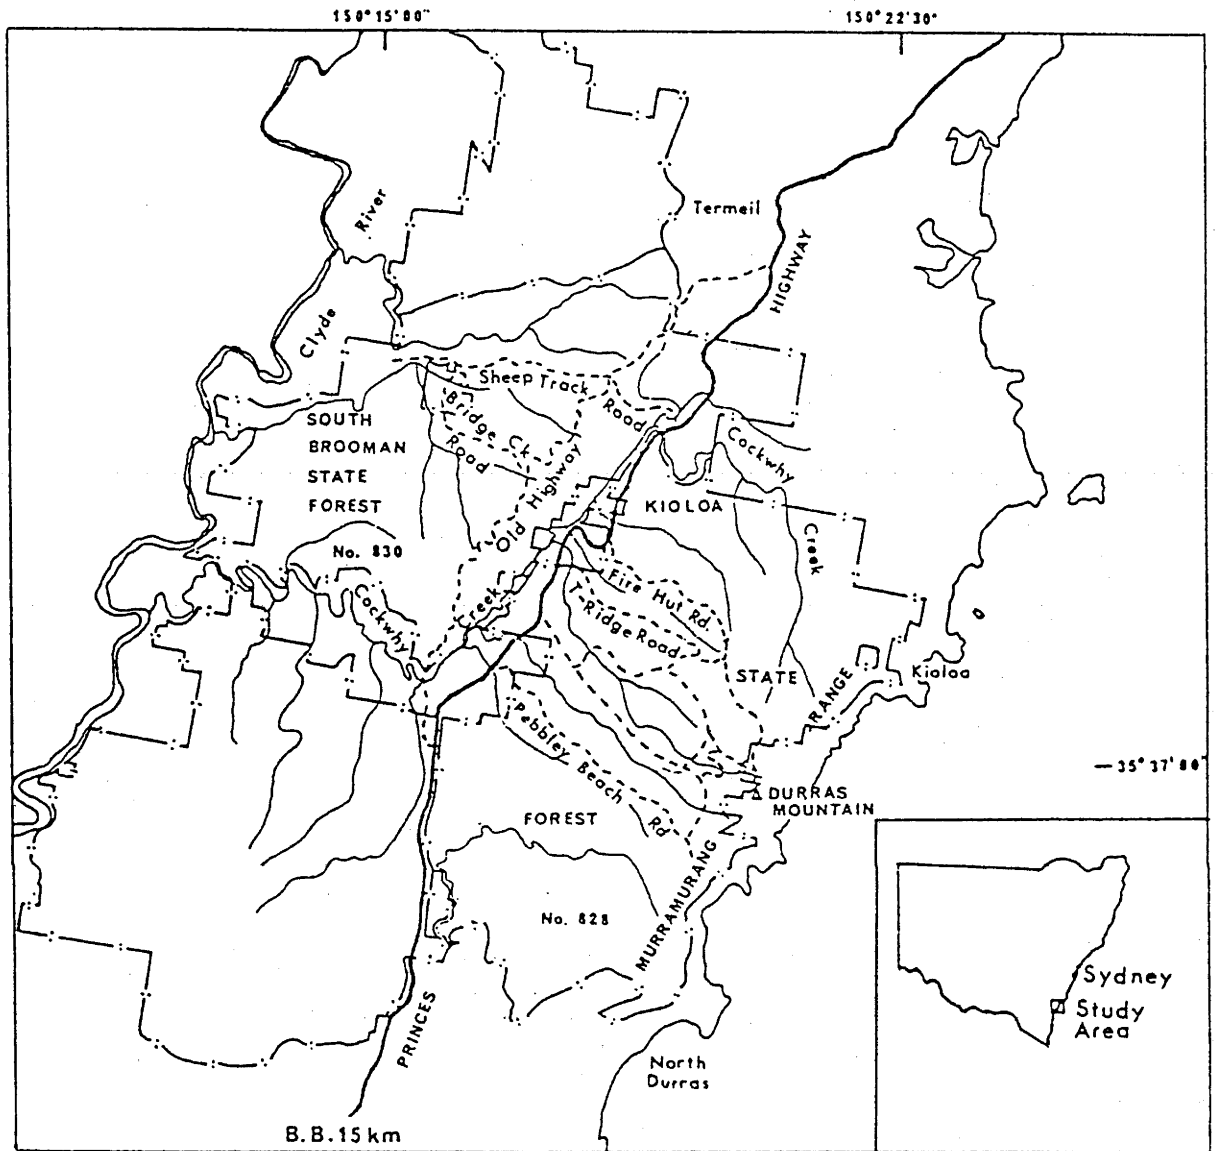 150°15'00"
150°22'30"
River
Termeil
HIGHWAY
Clyde
Sheep Track Road
Bridge Ck.
Road
SOUTH
BROOMAN
STATE
FOREST
No. 830
Old Highway
Cockwhy
Creek
KIOLOA
Cockwhy
Creek
Fire Hut Rd.
T-Ridge Road
STATE
RANGE
Kioloa
Pebbley Beach Rd
35°37'00"
DURRAS
MOUNTAIN
FOREST
No. 828
MURRAMURANG
PRINCES
North
Durras
B.B. 15 km
Sydney
Study
Area